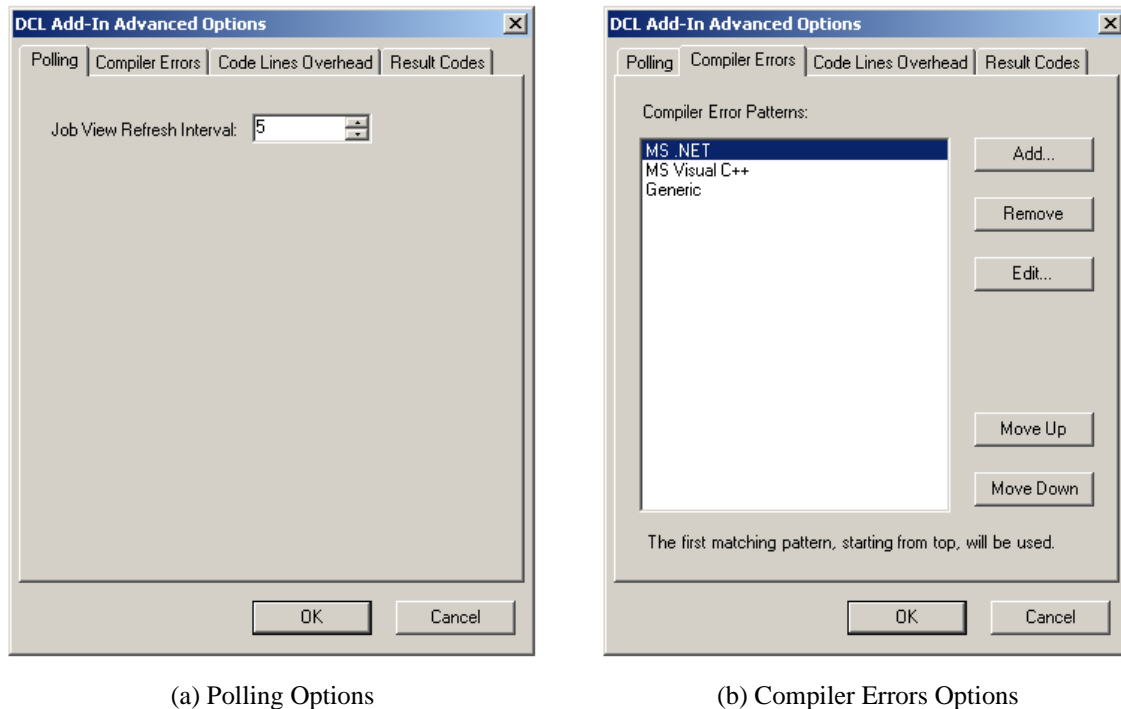 DCL Add-In Advanced Options
Polling
Compiler Errors
Code Lines Overhead
Result Codes
Job View Refresh Interval:
5
OK
Cancel
(a) Polling Options
DCL Add-In Advanced Options
Polling
Compiler Errors
Code Lines Overhead
Result Codes
Compiler Error Patterns:
MS .NET
MS Visual C++
Generic
Add...
Remove
Edit...
Move Up
Move Down
The first matching pattern, starting from top, will be used.
OK
Cancel
(b) Compiler Errors Options